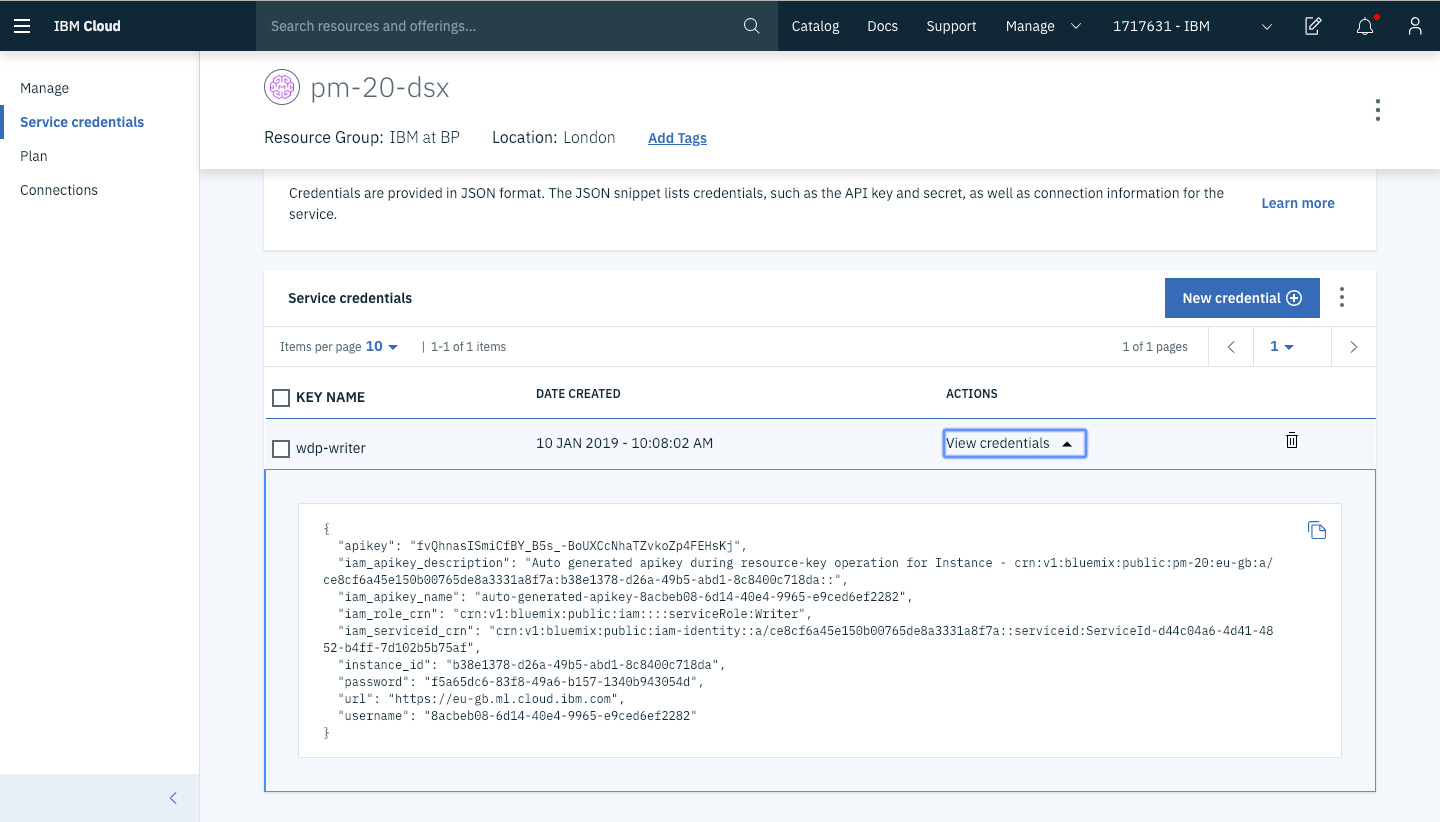 IBM Cloud
Search resources and offerings...
Catalog
Docs
Support
Manage
1717631 - IBM
Manage
Service credentials
Plan
Connections
pm-20-dsx
Resource Group: IBM at BP
Location: London
Add Tags
Credentials are provided in JSON format. The JSON snippet lists credentials, such as the API key and secret, as well as connection information for the
service.
Learn more
Service credentials
New credential
Items per page 10
| 1-1 of 1 items
1 of 1 pages
1
KEY NAME
DATE CREATED
ACTIONS
wdp-writer
10 JAN 2019 - 10:08:02 AM
View credentials
{
"apikey": "fvQhnasISmiCfBY_B5s_-BoUXCcNhaTZvkoZp4FEHsKj",
"iam_apikey_description": "Auto generated apikey during resource-key operation for Instance - crn:v1:bluemix:public:pm-20:eu-gb:a/
ce8cf6a45e150b00765de8a3331a8f7a:b38e1378-d26a-49b5-abd1-8c8400c718da::",
"iam_apikey_name": "auto-generated-apikey-8acbeb08-6d14-40e4-9965-e9ced6ef2282",
"iam_role_crn": "crn:v1:bluemix:public:iam::::serviceRole:Writer",
"iam_serviceid_crn": "crn:v1:bluemix:public:iam-identity::a/ce8cf6a45e150b00765de8a3331a8f7a::serviceid:ServiceId-d44c04a6-4d41-48
52-b4ff-7d102b5b75af",
"instance_id": "b38e1378-d26a-49b5-abd1-8c8400c718da",
"password": "f5a65dc6-83f8-49a6-b157-1340b943054d",
"url": "https://eu-gb.ml.cloud.ibm.com",
"username": "8acbeb08-6d14-40e4-9965-e9ced6ef2282"
}